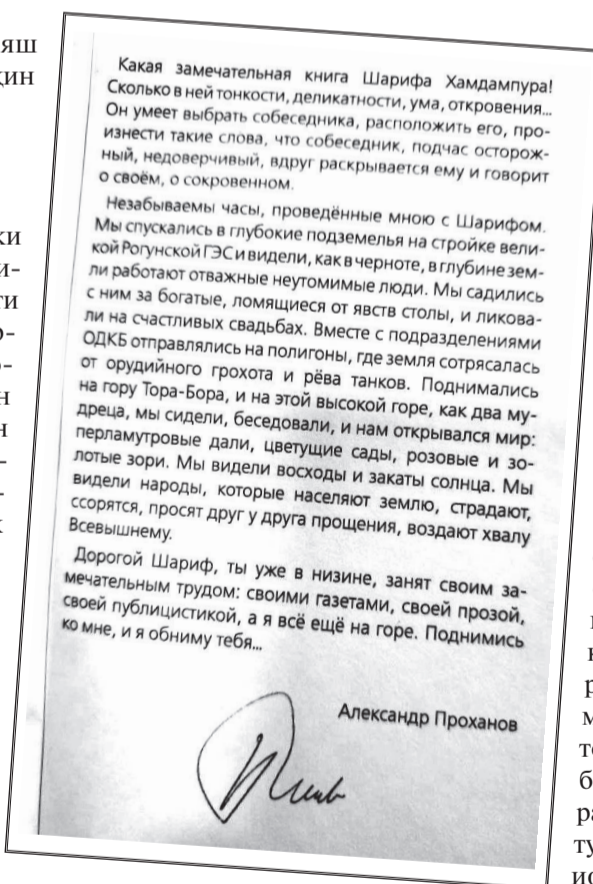 Какая замечательная книга Шарифа Хамдампура!
Сколько в ней тонкости, деликатности, ума, откровения...
Он умеет выбрать собеседника, расположить его, про-
изнести такие слова, что собеседник, подчас осторож-
ный, недоверчивый, вдруг раскрывается ему и говорит
о своём, о сокровенном.
Незабываемы часы, проведённые мною с Шарифом.
Мы спускались в глубокие подземелья на стройке вели-
кой Рогунской ГЭС и видели, как в черноте, в глубине зем-
ли работают отважные неутомимые люди. Мы садились
с ним за богатые, ломящиеся от явств столы, и ликова-
ли на счастливых свадьбах. Вместе с подразделениями
ОДКБ отправлялись на полигоны, где земля сотрясалась
от орудийного грохота и рёва танков. Поднимались
на гору Тора-Бора, и на этой высокой горе, как два му-
дреца, мы сидели, беседовали, и нам открывался мир:
перламутровые дали, цветущие сады, розовые и зо-
лотые зори. Мы видели восходы и закаты солнца. Мы
видели народы, которые населяют землю, страдают,
ссорятся, просят друг у друга прощения, воздают хвалу
Всевышнему.
Дорогой Шариф, ты уже в низине, занят своим за-
мечательным трудом: своими газетами, своей прозой,
своей публицистикой, а я всё ещё на горе. Поднимись
ко мне, и я обниму тебя...
Александр Проханов